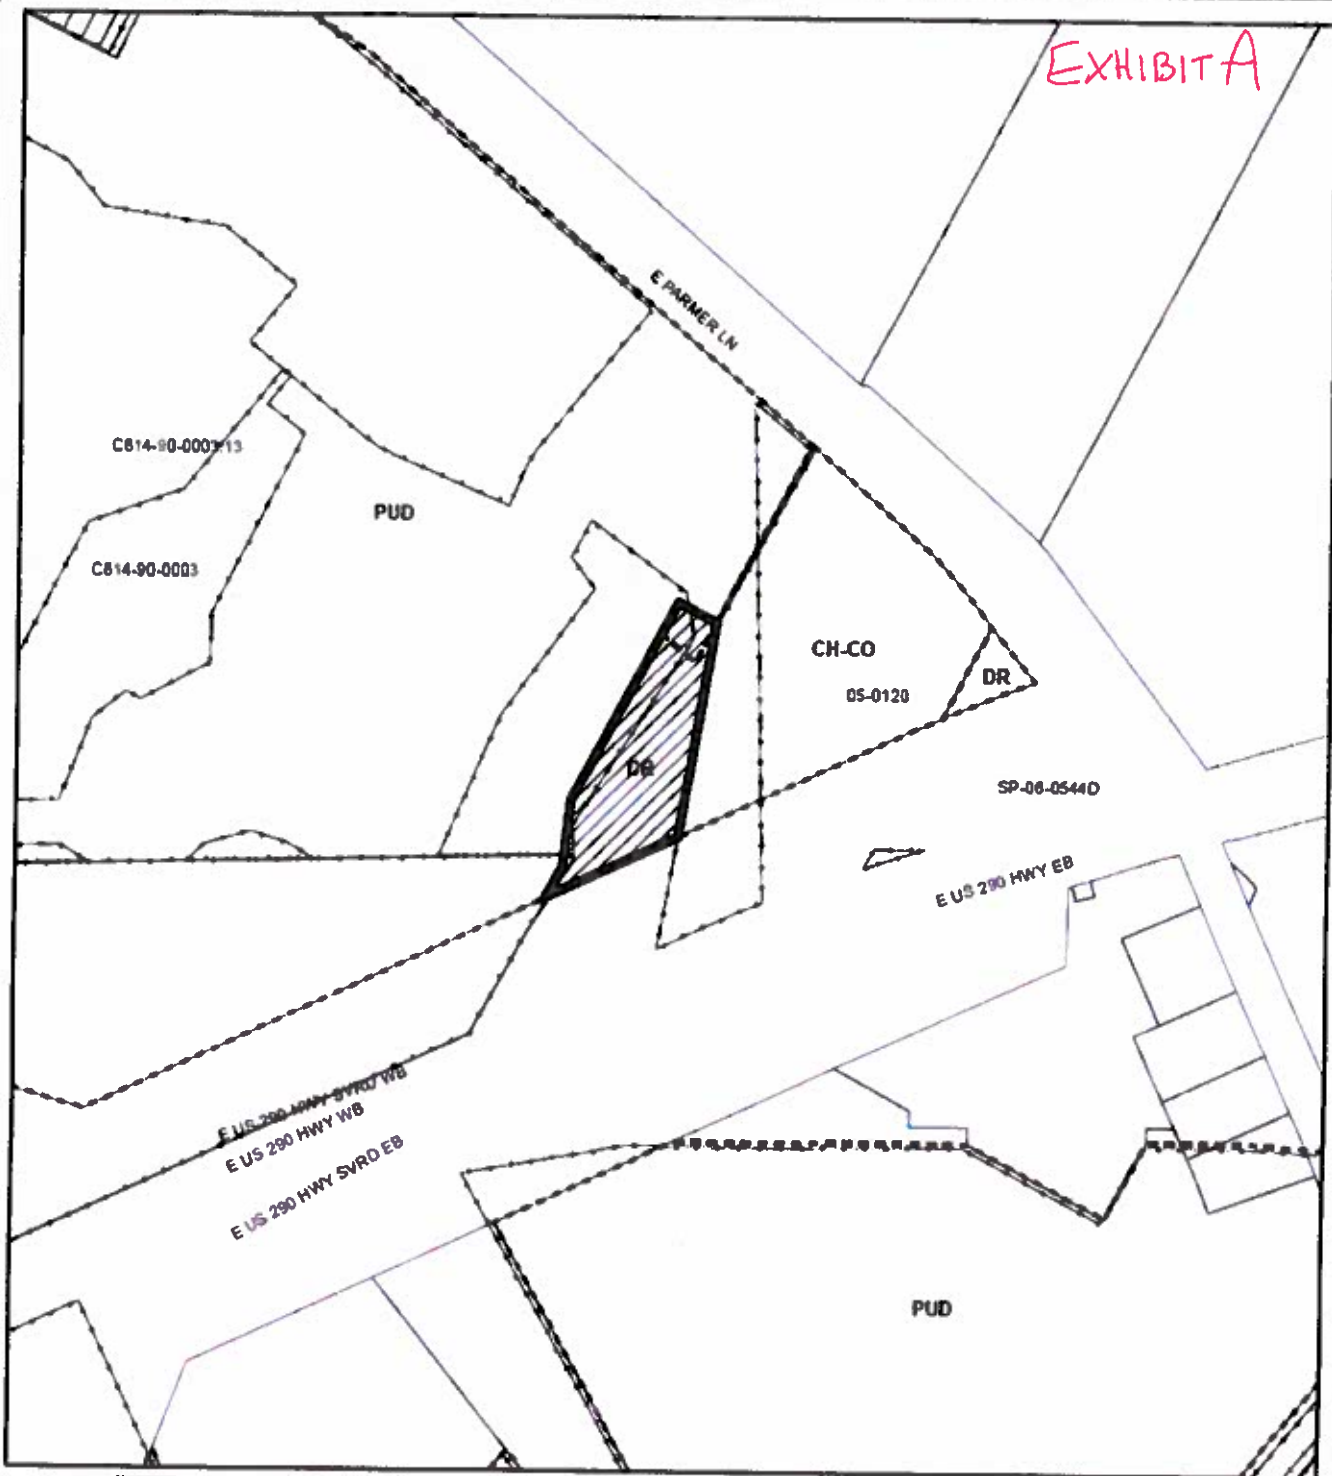 EXHIBIT A
E PARMER LN
C814-90-0003.13
PUD
C814-90-0003
CH-CO
05-0120
DR
DR
SP-06-0544D
E US 290 HWY EB
E US 290 HWY SVRD WB
E US 290 HWY WB
E US 290 HWY SVRD EB
PUD